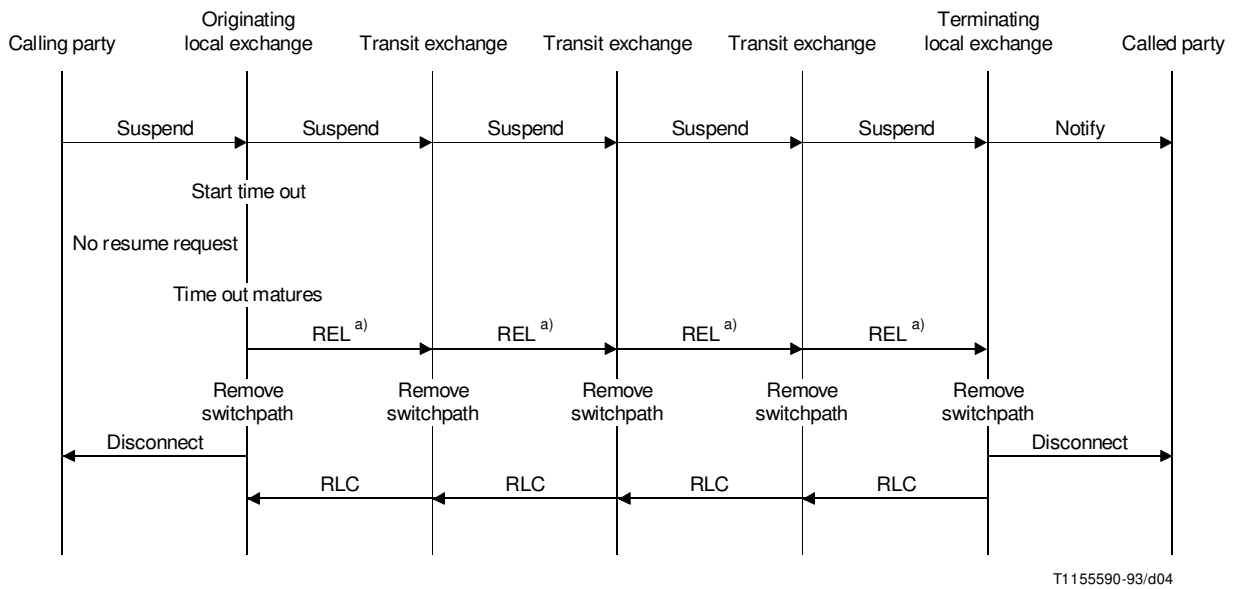 Calling party
Originating
local exchange
Transit exchange
Transit exchange
Transit exchange
Terminating
local exchange
Called party
Suspend
Suspend
Suspend
Suspend
Suspend
Notify
Start time out
No resume request
Time out matures
REL a)
REL a)
REL a)
REL a)
Remove
switchpath
Remove
switchpath
Remove
switchpath
Remove
switchpath
Remove
switchpath
Disconnect
Disconnect
RLC
RLC
RLC
RLC
T1155590-93/d04